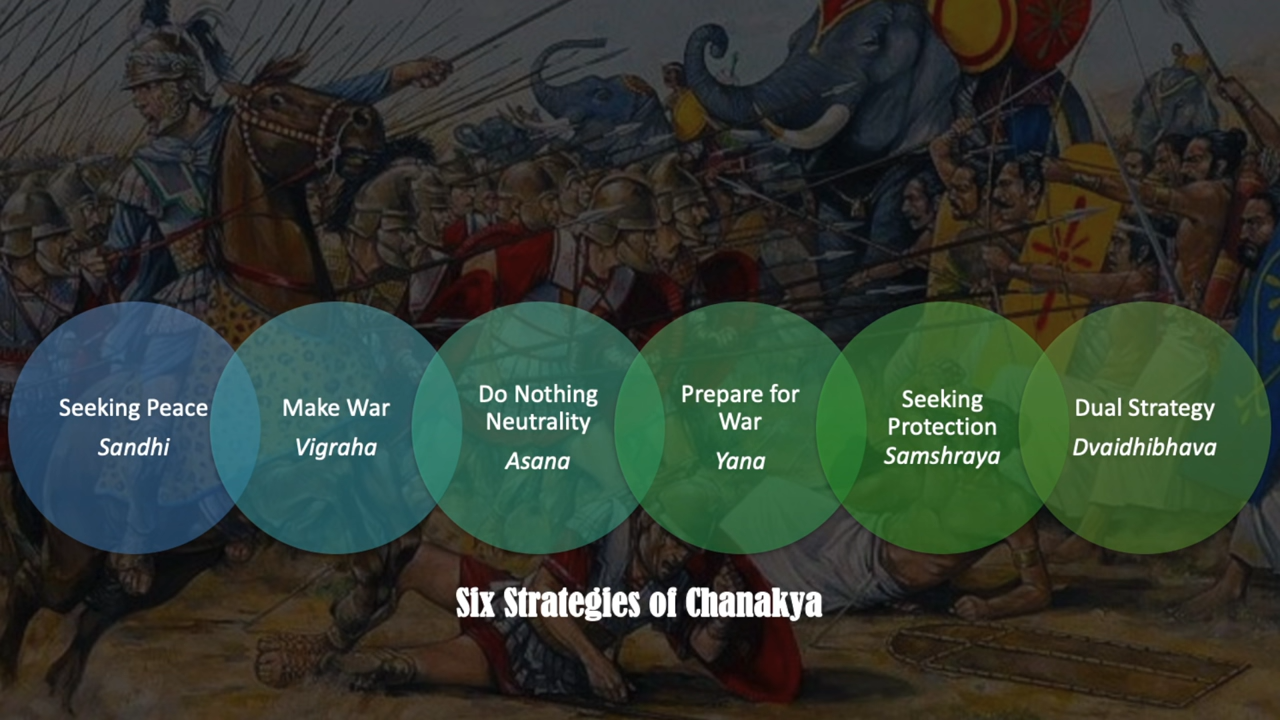 Seeking Peace
Sandhi
Make War
Vigraha
Do Nothing
Neutrality
Asana
Prepare for
War
Yana
Seeking
Protection
Samshraya
Dual Strategy
Dvaidhibhava
Six Strategies of Chanakya